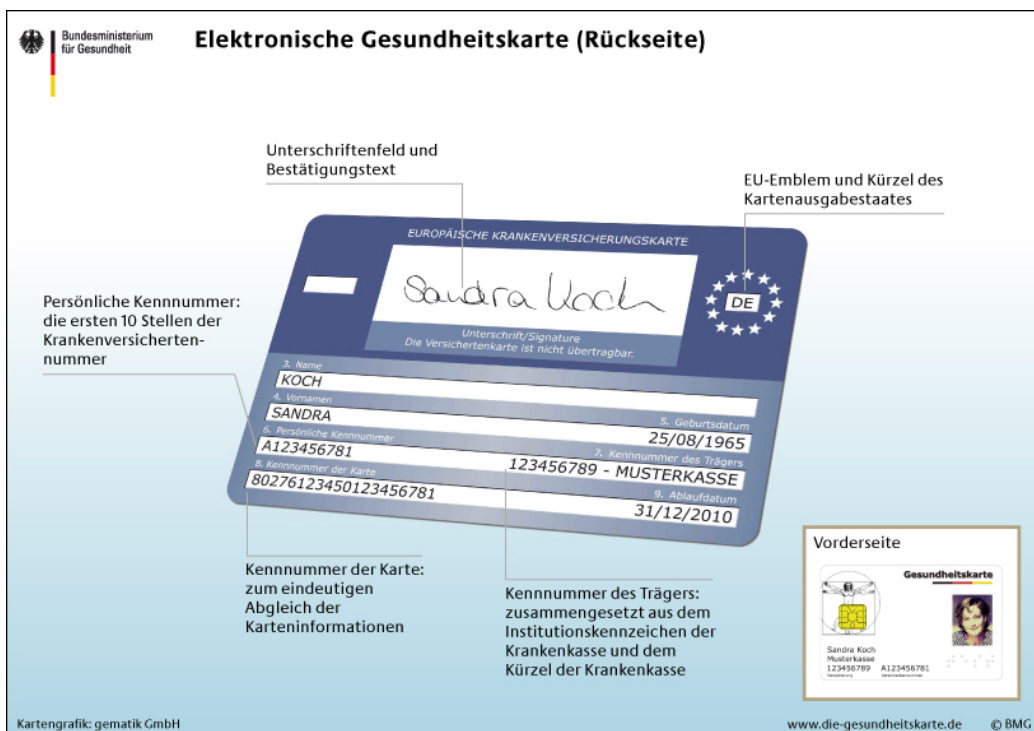 Bundesministerium
für Gesundheit
Elektronische Gesundheitskarte (Rückseite)
Unterschriftenfeld und
Bestätigungstext
EU-Emblem und Kürzel des
Kartenausgabestaates
EUROPÄISCHE KRANKENVERSICHERUNGSKARTE
Sandra Koch
DE
Unterschrift/Signature
Die Versichertenkarte ist nicht übertragbar.
Persönliche Kennnummer:
die ersten 10 Stellen der
Krankenversicherten-
nummer
3. Name
KOCH
4. Vornamen
5. Geburtsdatum
SANDRA
25/08/1965
6. Persönliche Kennnummer
7. Kennnummer des Trägers
A123456781
123456789 - MUSTERKASSE
8. Kennnummer der Karte
9. Ablaufdatum
80276123450123456781
31/12/2010
Kennnummer der Karte:
zum eindeutigen
Abgleich der
Karteninformationen
Kennnummer des Trägers:
zusammengesetzt aus dem
Institutionskennzeichen der
Krankenkasse und dem
Kürzel der Krankenkasse
Vorderseite
Gesundheitskarte
Sandra Koch
Musterkasse
123456789 A123456781
Versicherung Versichertennummer
Kartengrafik: gematik GmbH
www.die-gesundheitskarte.de © BMG